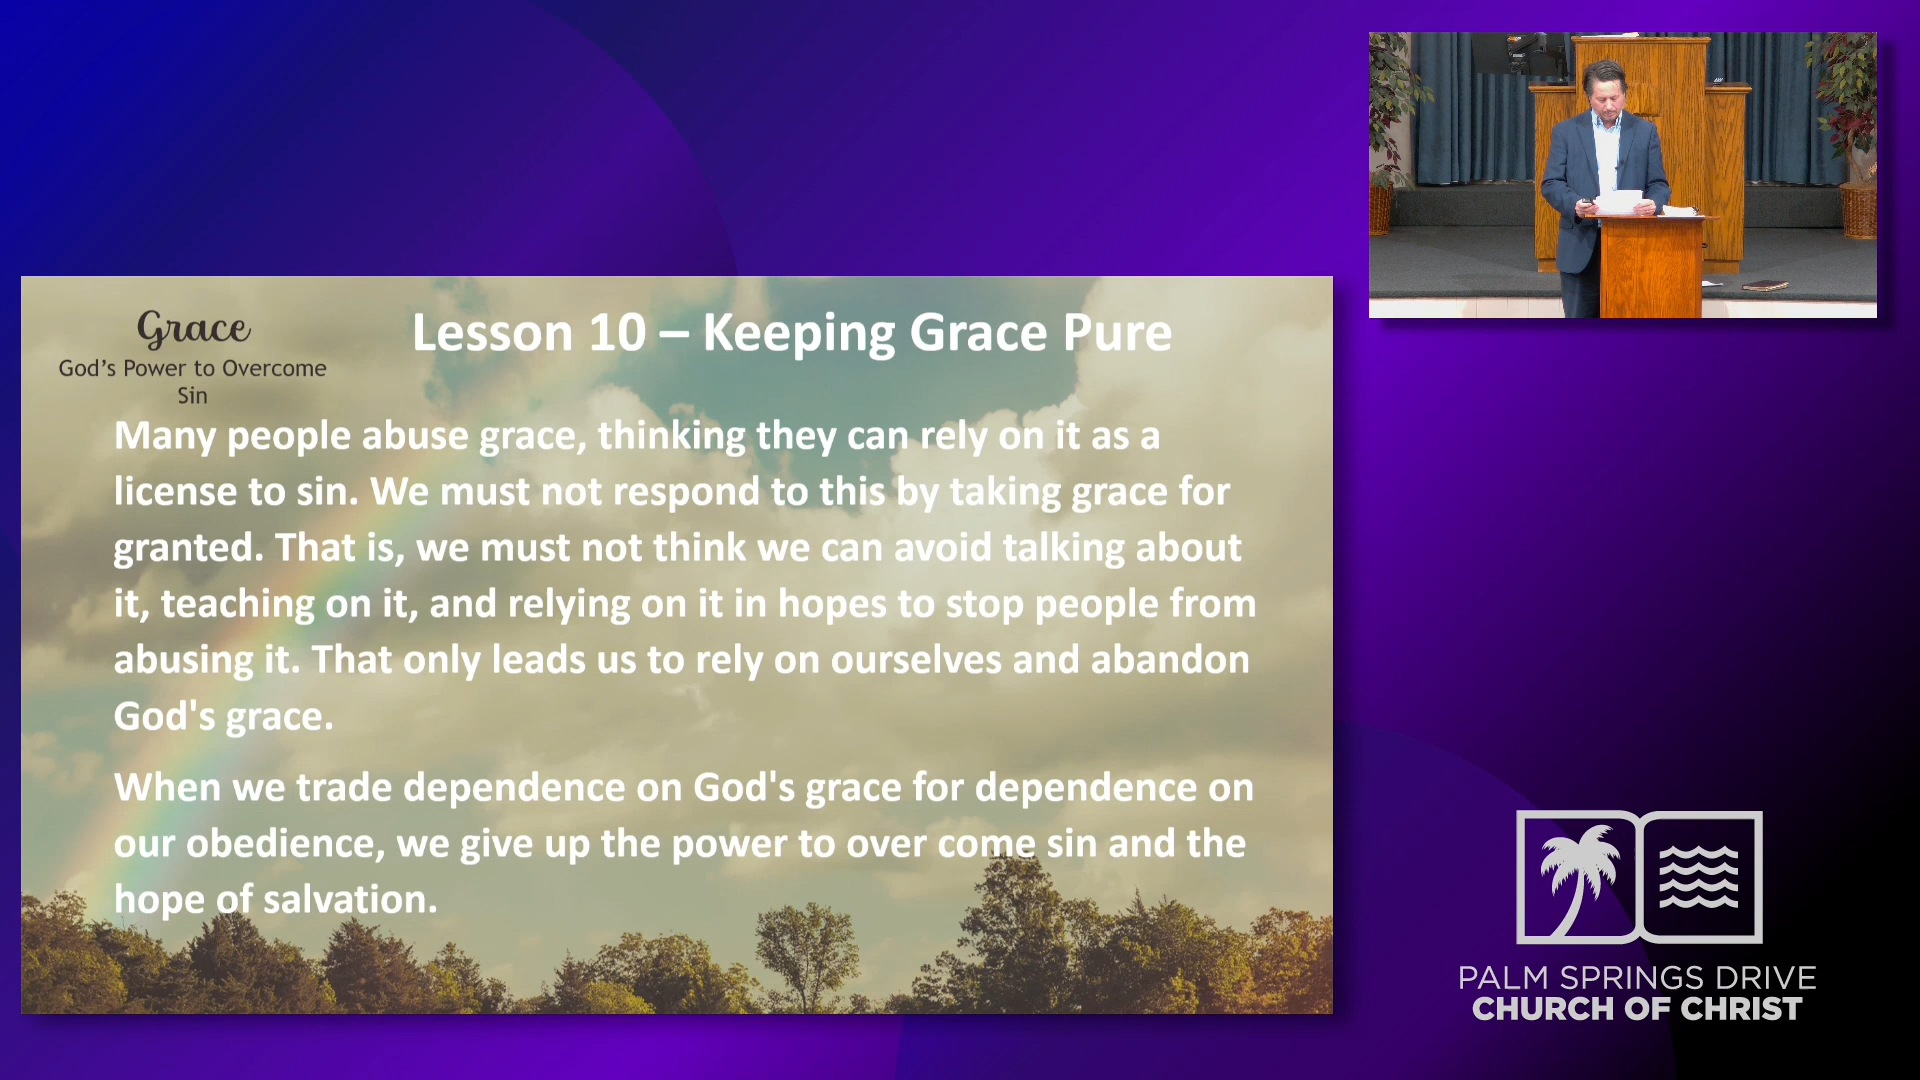 Grace
God's Power to Overcome
Sin
Lesson 10 – Keeping Grace Pure
Many people abuse grace, thinking they can rely on it as a
license to sin. We must not respond to this by taking grace for
granted. That is, we must not think we can avoid talking about
it, teaching on it, and relying on it in hopes to stop people from
abusing it. That only leads us to rely on ourselves and abandon
God's grace.
When we trade dependence on God's grace for dependence on
our obedience, we give up the power to over come sin and the
hope of salvation.
PALM SPRINGS DRIVE
CHURCH OF CHRIST